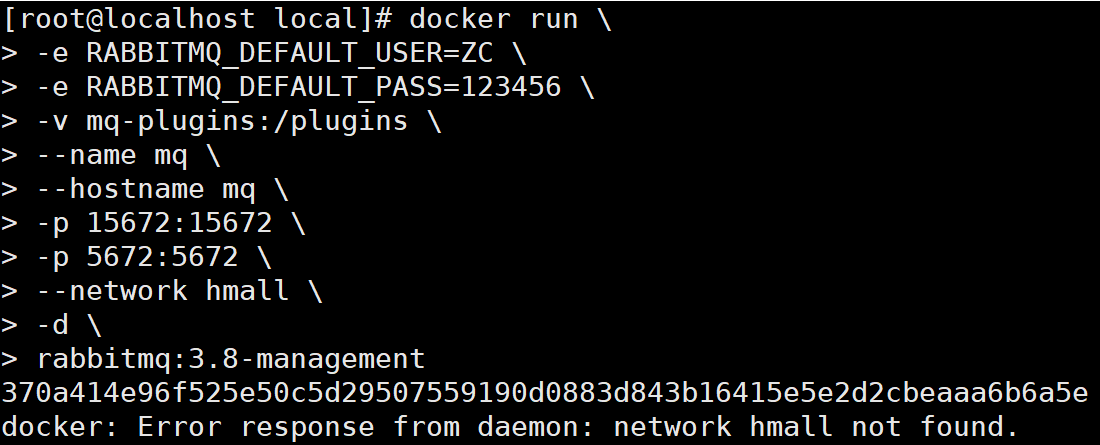 [root@localhost local]# docker run \
> -e RABBITMQ_DEFAULT_USER=ZC \
> -e RABBITMQ_DEFAULT_PASS=123456 \
> -v mq-plugins:/plugins \
> --name mq \
> --hostname mq \
> -p 15672:15672 \
> -p 5672:5672 \
> --network hmall \
> -d \
> rabbitmq:3.8-management
370a414e96f525e50c5d29507559190d0883d843b16415e5e2d2cbeaaa6b6a5e
docker: Error response from daemon: network hmall not found.